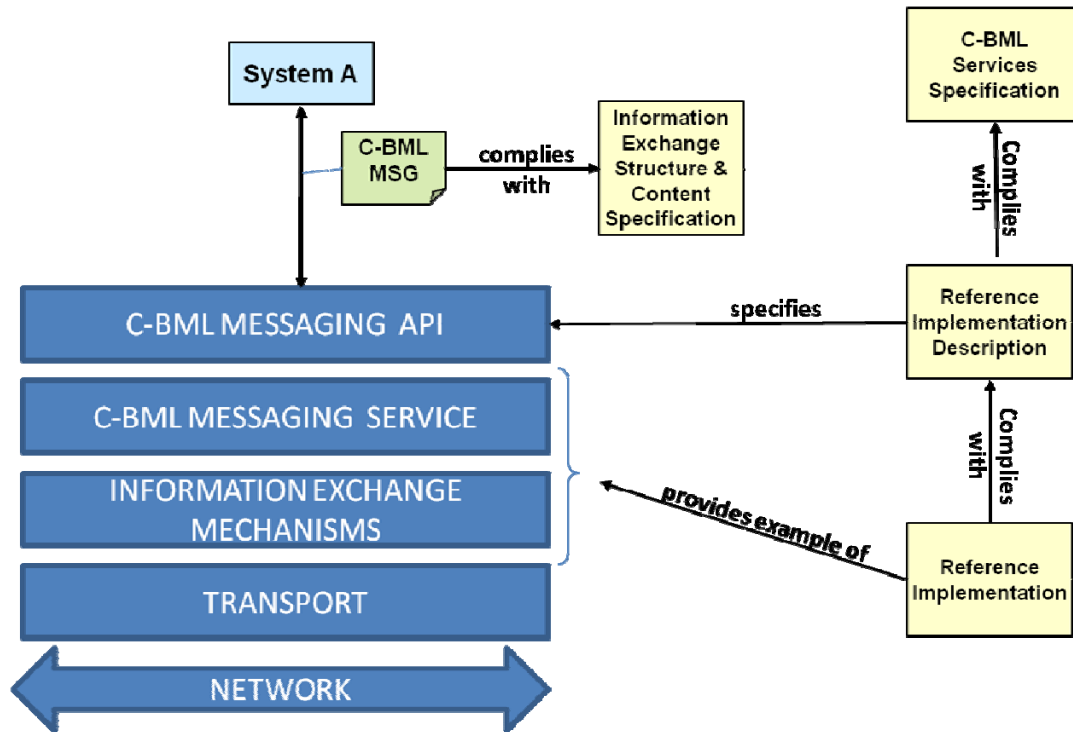 System A
C-BML
MSG
complies
with
Information
Exchange
Structure &
Content
Specification
C-BML
Services
Specification
Complies
with
C-BML MESSAGING API
specifies
Reference
Implementation
Description
C-BML MESSAGING SERVICE
Complies
with
INFORMATION EXCHANGE
MECHANISMS
provides example of
Reference
Implementation
TRANSPORT
NETWORK